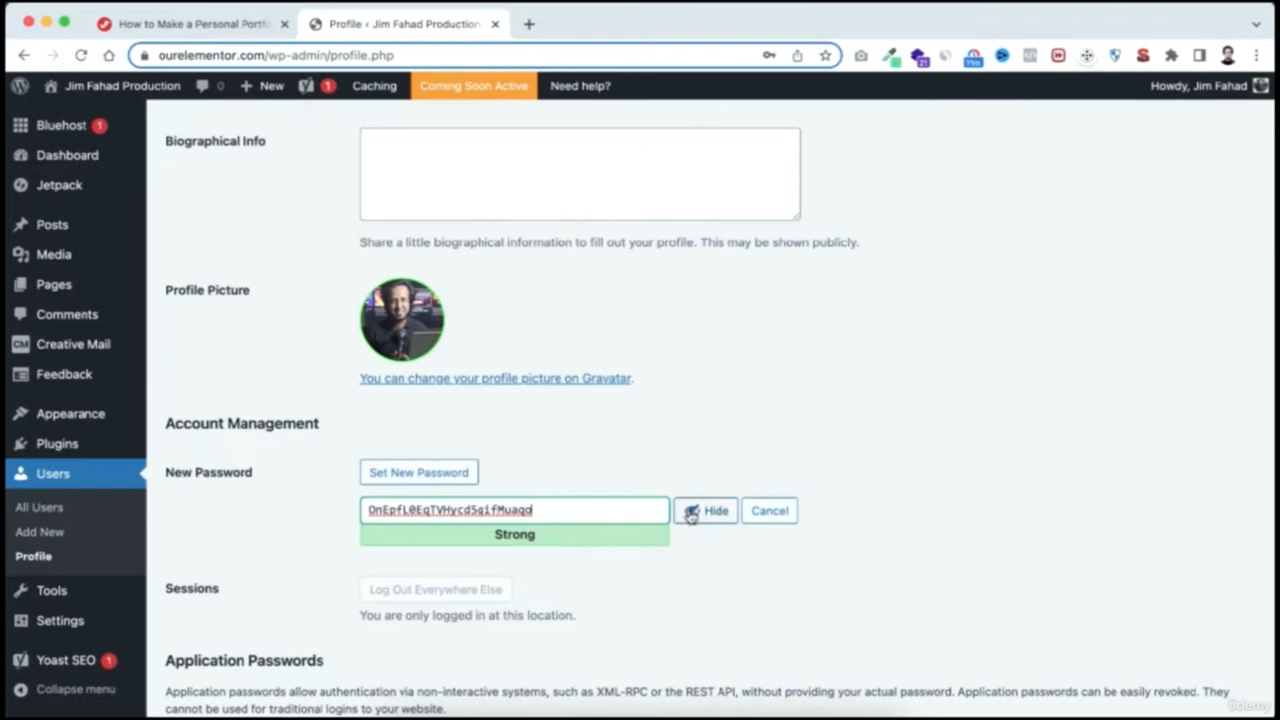 How to Make a Personal Portfo
Profile ‹ Jim Fahad Production
ourelementor.com/wp-admin/profile.php
21
11m
Jim Fahad Production
0
New
1
Caching
Coming Soon Active
Need help?
Howdy, Jim Fahad
Bluehost 1
Dashboard
Jetpack
Posts
Media
Pages
Comments
CM Creative Mail
Feedback
Appearance
Plugins
Users
All Users
Add New
Profile
Tools
Settings
Yoast SEO 1
Collapse menu
Biographical Info
Share a little biographical information to fill out your profile. This may be shown publicly.
Profile Picture
You can change your profile picture on Gravatar.
Account Management
New Password
Set New Password
Hide
Cancel
Strong
Sessions
Log Out Everywhere Else
You are only logged in at this location.
Application Passwords
Application passwords allow authentication via non-interactive systems, such as XML-RPC or the REST API, without providing your actual password. Application passwords can be easily revoked. They
cannot be used for traditional logins to your website.
Udemy